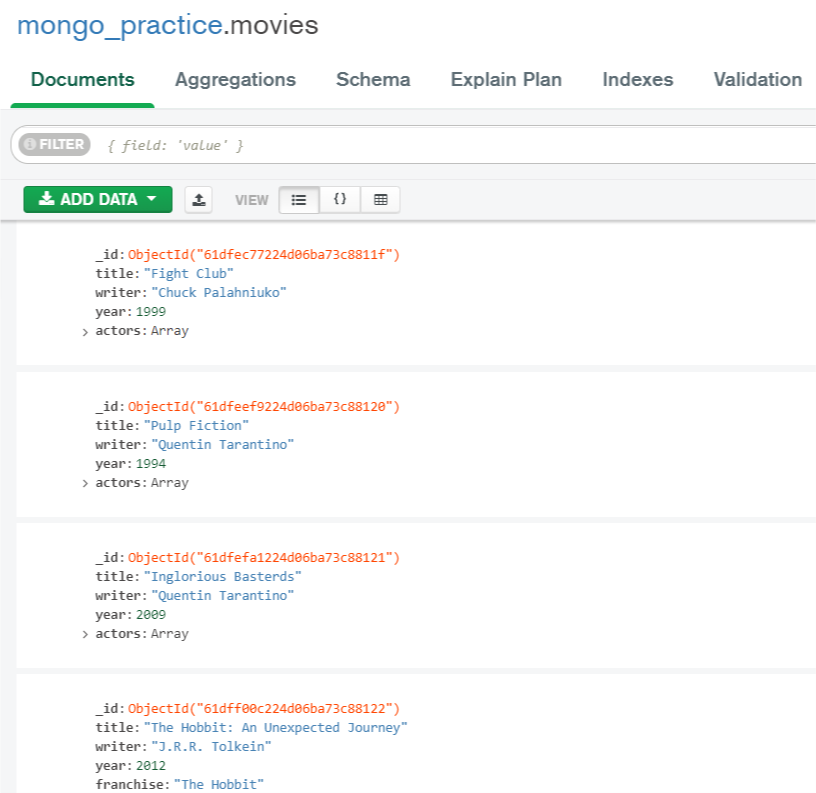 mongo_practice.movies
Documents Aggregations Schema Explain Plan Indexes Validation
FILTER { field: 'value' }
ADD DATA VIEW {}
_id: ObjectId("61dfec77224d06ba73c8811f")
title: "Fight Club"
writer: "Chuck Palahniuko"
year: 1999
> actors: Array
_id: ObjectId("61dfeef9224d06ba73c88120")
title: "Pulp Fiction"
writer: "Quentin Tarantino"
year: 1994
> actors: Array
_id: ObjectId("61dfefa1224d06ba73c88121")
title: "Inglorious Basterds"
writer: "Quentin Tarantino"
year: 2009
> actors: Array
_id: ObjectId("61dff00c224d06ba73c88122")
title: "The Hobbit: An Unexpected Journey"
writer: "J.R.R. Tolkein"
year: 2012
franchise: "The Hobbit"